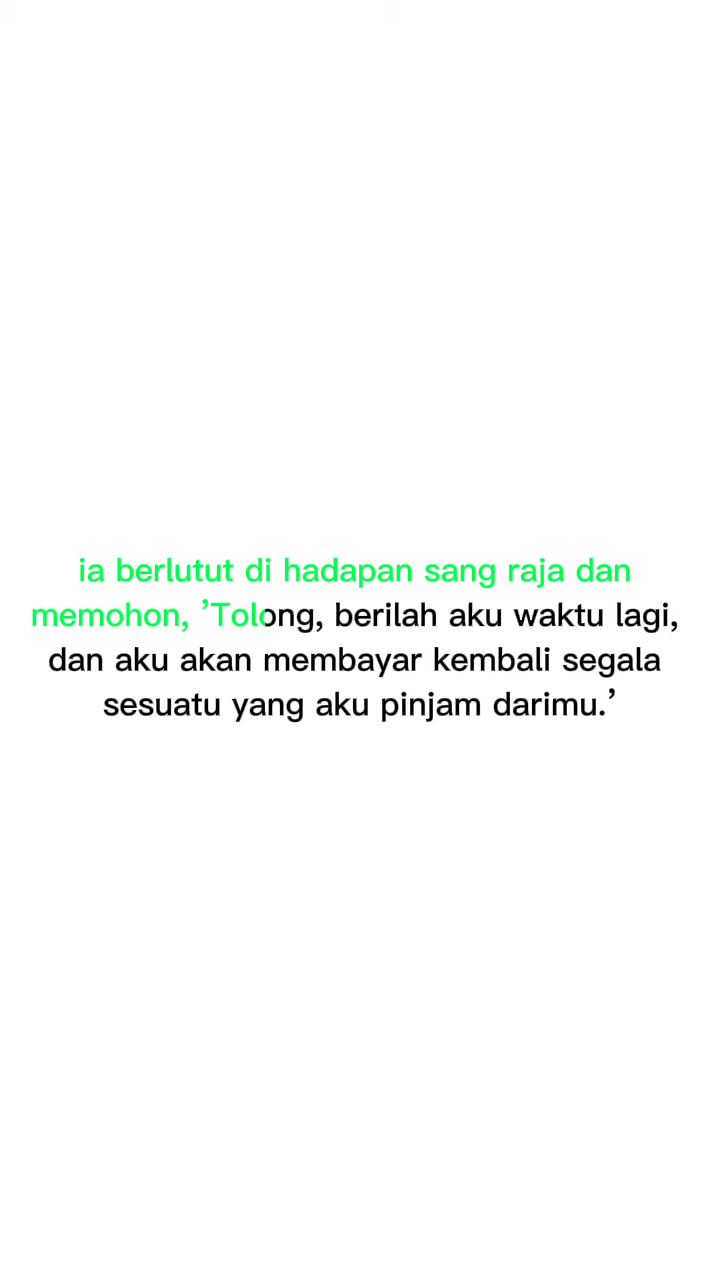 ia berlutut di hadapan sang raja dan
memohon, ’Tolong, berilah aku waktu lagi,
dan aku akan membayar kembali segala
sesuatu yang aku pinjam darimu.’